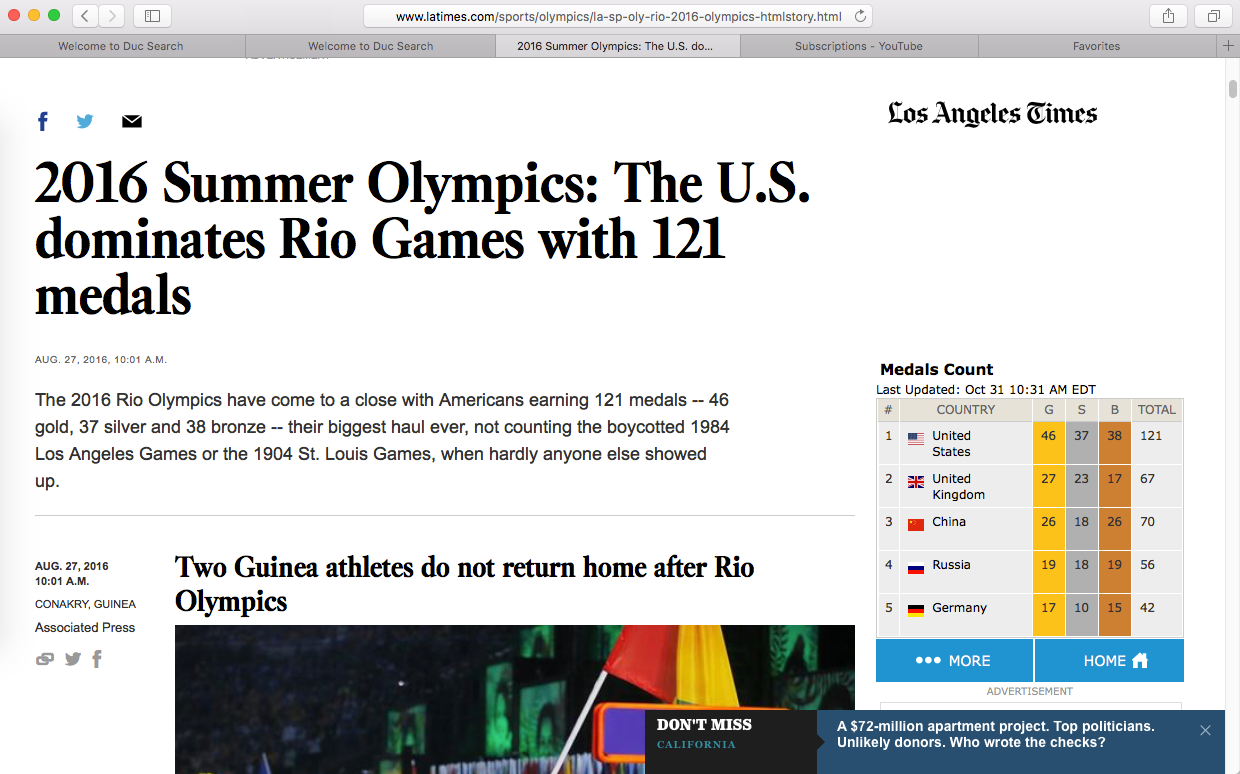 www.latimes.com/sports/olympics/la-sp-oly-rio-2016-olympics-htmlstory.html
Welcome to Duc Search
Welcome to Duc Search
2016 Summer Olympics: The U.S. do...
Subscriptions - YouTube
Favorites
ADVERTISEMENT
Los Angeles Times
2016 Summer Olympics: The U.S.
dominates Rio Games with 121
medals
AUG. 27, 2016, 10:01 A.M.
The 2016 Rio Olympics have come to a close with Americans earning 121 medals -- 46
gold, 37 silver and 38 bronze -- their biggest haul ever, not counting the boycotted 1984
Los Angeles Games or the 1904 St. Louis Games, when hardly anyone else showed
up.
AUG. 27, 2016
10:01 A.M.
CONAKRY, GUINEA
Associated Press
Two Guinea athletes do not return home after Rio
Olympics
Medals Count
Last Updated: Oct 31 10:31 AM EDT
# COUNTRY G S B TOTAL
1 United States 46 37 38 121
2 United Kingdom 27 23 17 67
3 China 26 18 26 70
4 Russia 19 18 19 56
5 Germany 17 10 15 42
MORE
HOME
ADVERTISEMENT
DON'T MISS
CALIFORNIA
A $72-million apartment project. Top politicians.
Unlikely donors. Who wrote the checks?